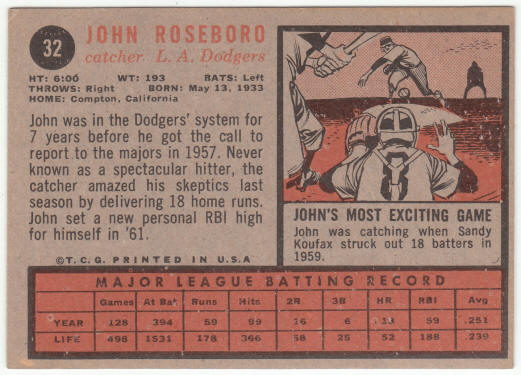 32
JOHN ROSEBORO
catcher L. A. Dodgers
HT: 6:00 WT: 193 BATS: Left
THROWS: Right BORN: May 13, 1933
HOME: Compton, California
John was in the Dodgers' system for
7 years before he got the call to
report to the majors in 1957. Never
known as a spectacular hitter, the
catcher amazed his skeptics last
season by delivering 18 home runs.
John set a new personal RBI high
for himself in '61.
©T.C.G. PRINTED IN U.S.A
JOHN'S MOST EXCITING GAME
John was catching when Sandy
Koufax struck out 18 batters in
1959.
MAJOR LEAGUE BATTING RECORD
Games At Bat Runs Hits 2B 3B HR RBI Avg
YEAR 128 394 59 99 16 6 18 59 .251
LIFE 498 1531 178 366 58 25 52 188 .239